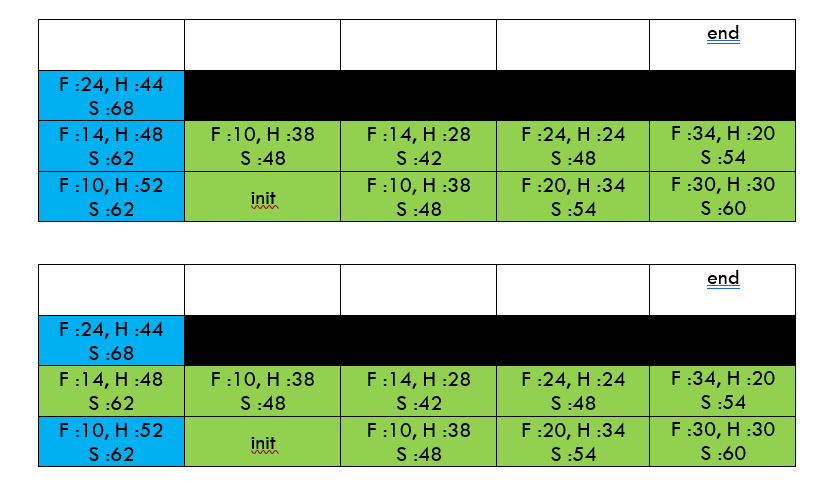 end
F :24, H :44
S :68
F :14, H :48 F :10, H :38 F :14, H :28 F :24, H :24 F :34, H :20
S :62 S :48 S :42 S :48 S :54
F :10, H :52 init F :10, H :38 F :20, H :34 F :30, H :30
S :62 S :48 S :54 S :60
end
F :24, H :44
S :68
F :14, H :48 F :10, H :38 F :14, H :28 F :24, H :24 F :34, H :20
S :62 S :48 S :42 S :48 S :54
F :10, H :52 init F :10, H :38 F :20, H :34 F :30, H :30
S :62 S :48 S :54 S :60